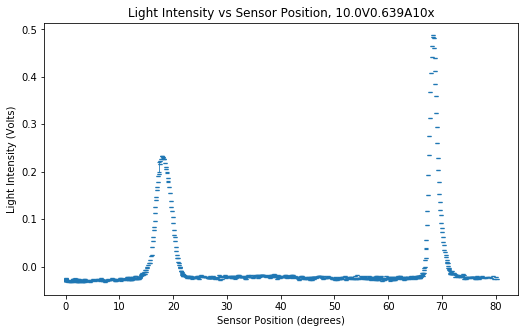 Light Intensity vs Sensor Position, 10.0V0.639A10x
0.5
0.4
0.3
0.2
0.1
0.0
Light Intensity (Volts)
0 10 20 30 40 50 60 70 80
Sensor Position (degrees)